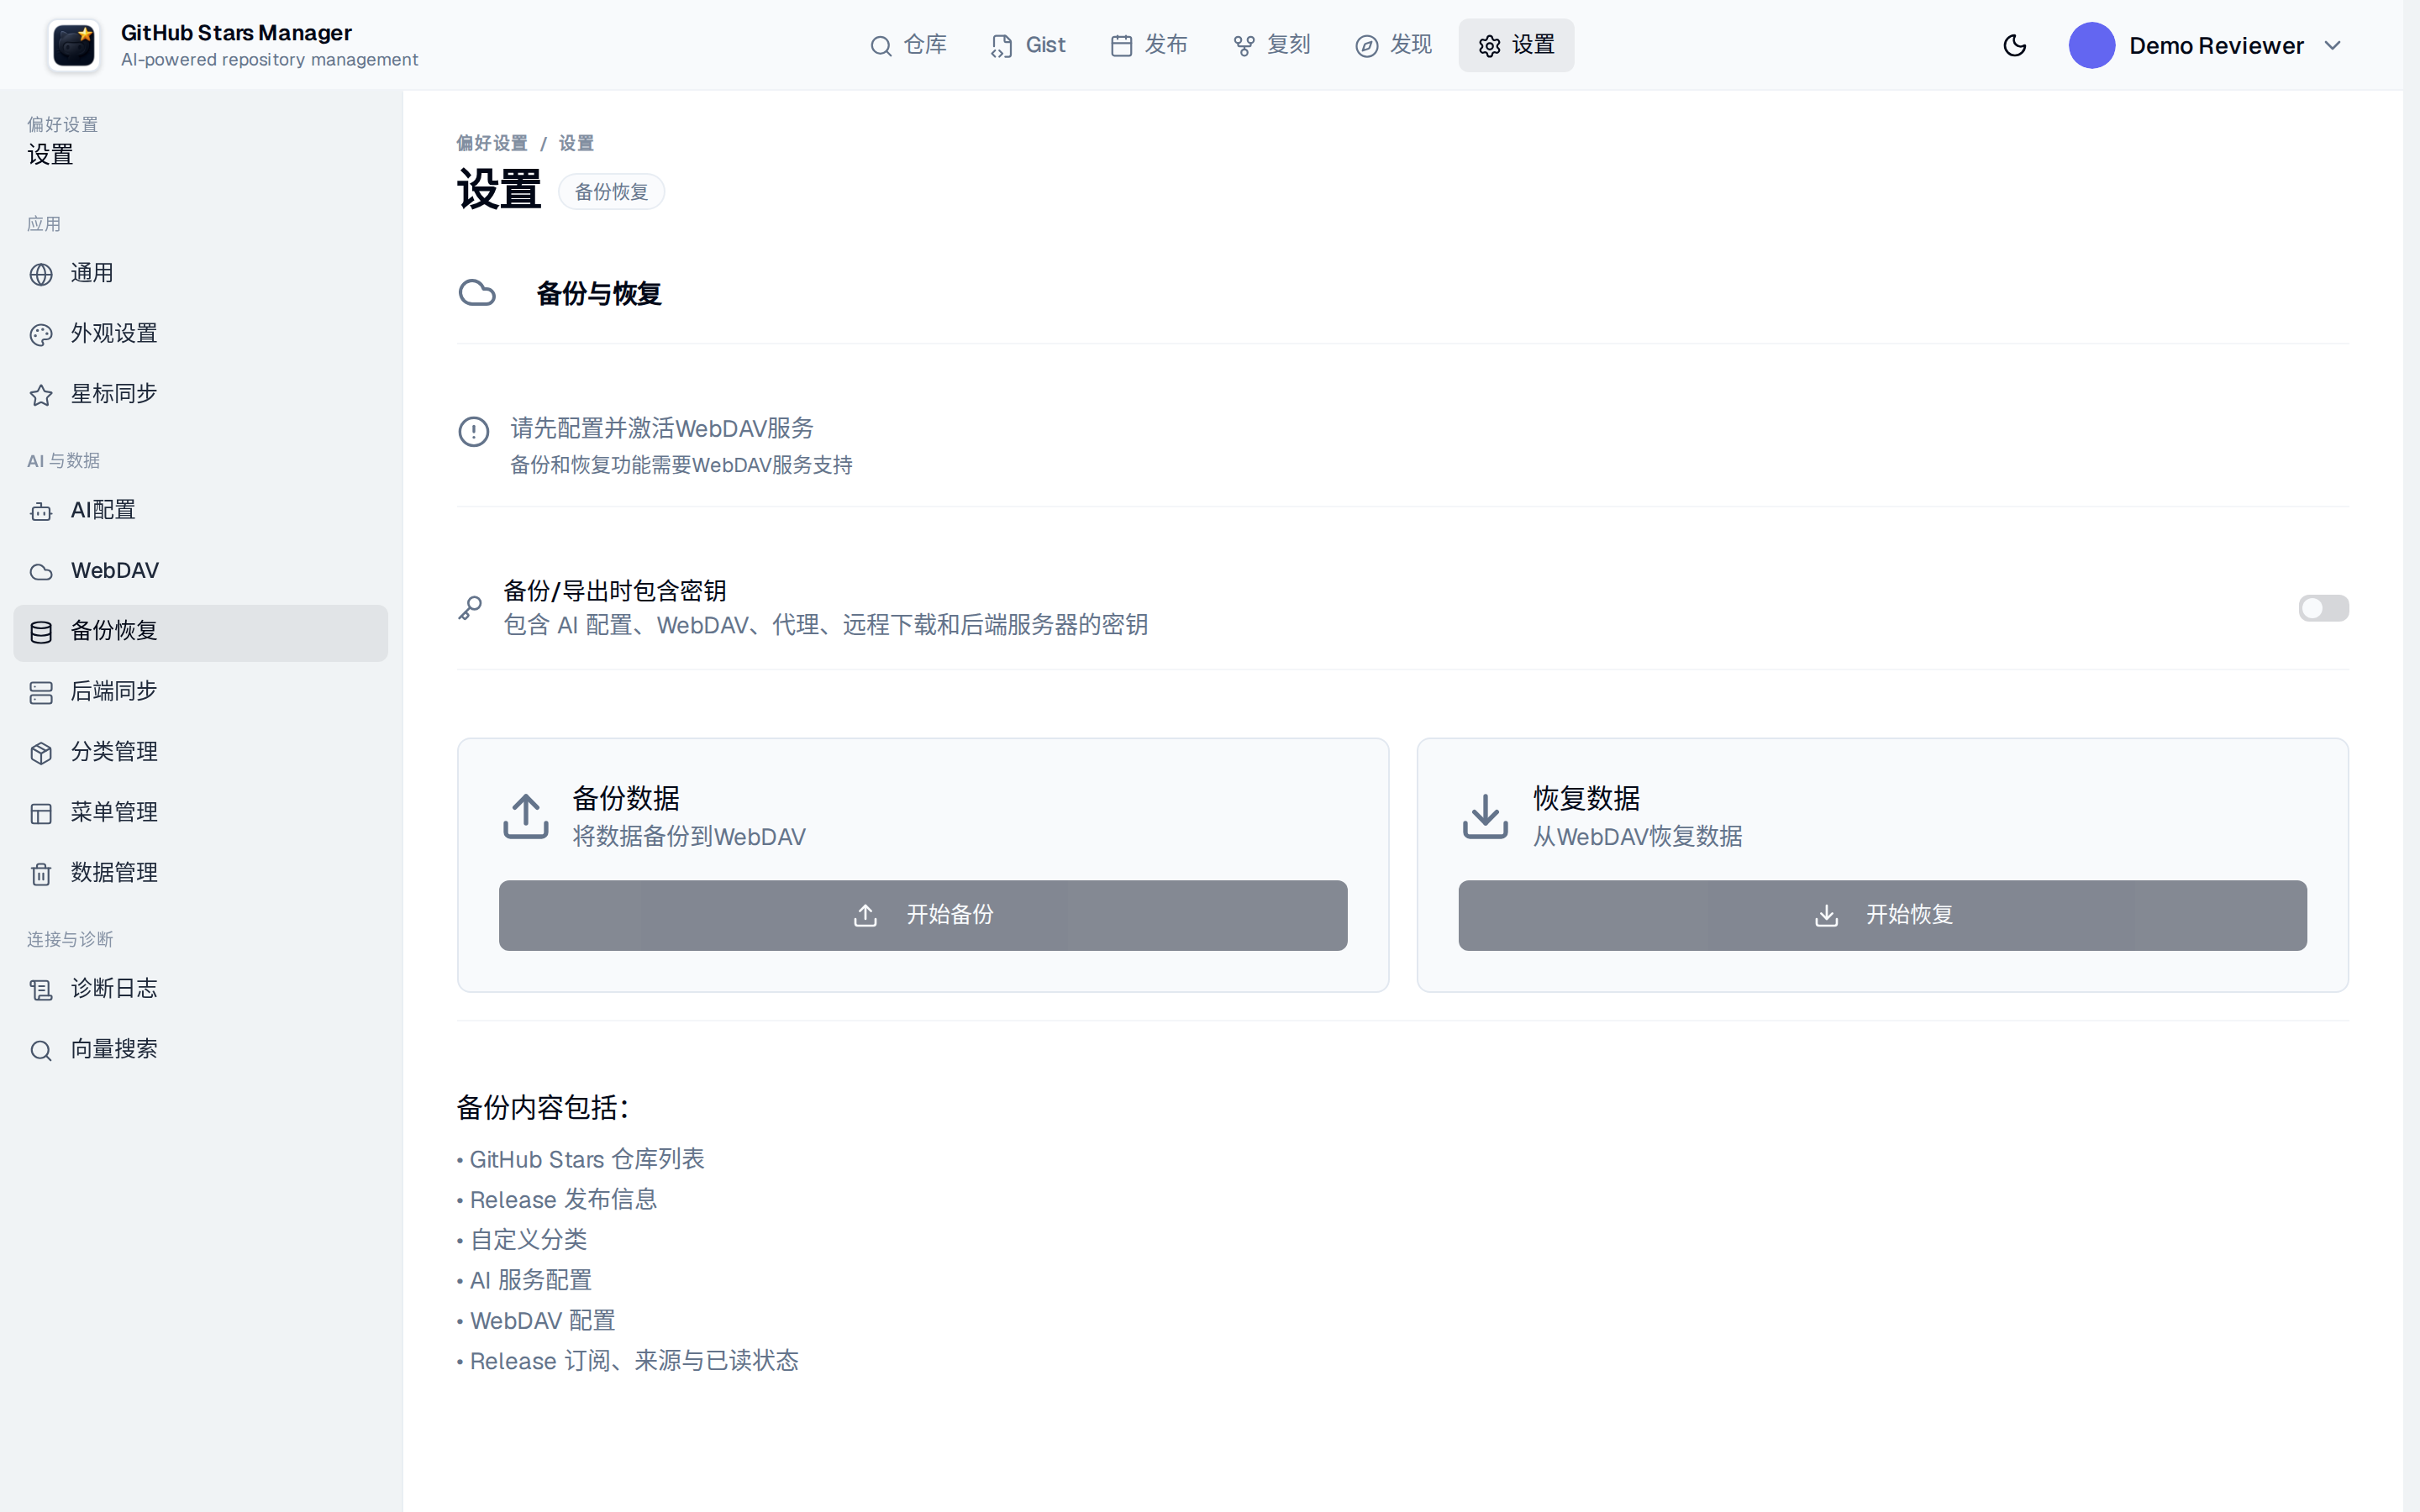 GitHub Stars Manager
AI-powered repository management
仓库
Gist
发布
复刻
发现
设置
Demo Reviewer
偏好设置
设置
应用
通用
外观设置
星标同步
AI 与数据
AI配置
WebDAV
备份恢复
后端同步
分类管理
菜单管理
数据管理
连接与诊断
诊断日志
向量搜索
偏好设置 / 设置
设置
备份恢复
备份与恢复
请先配置并激活WebDAV服务
备份和恢复功能需要WebDAV服务支持
备份/导出时包含密钥
包含 AI 配置、WebDAV、代理、远程下载和后端服务器的密钥
备份数据
将数据备份到WebDAV
开始备份
恢复数据
从WebDAV恢复数据
开始恢复
备份内容包括：
• GitHub Stars 仓库列表
• Release 发布信息
• 自定义分类
• AI 服务配置
• WebDAV 配置
• Release 订阅、来源与已读状态